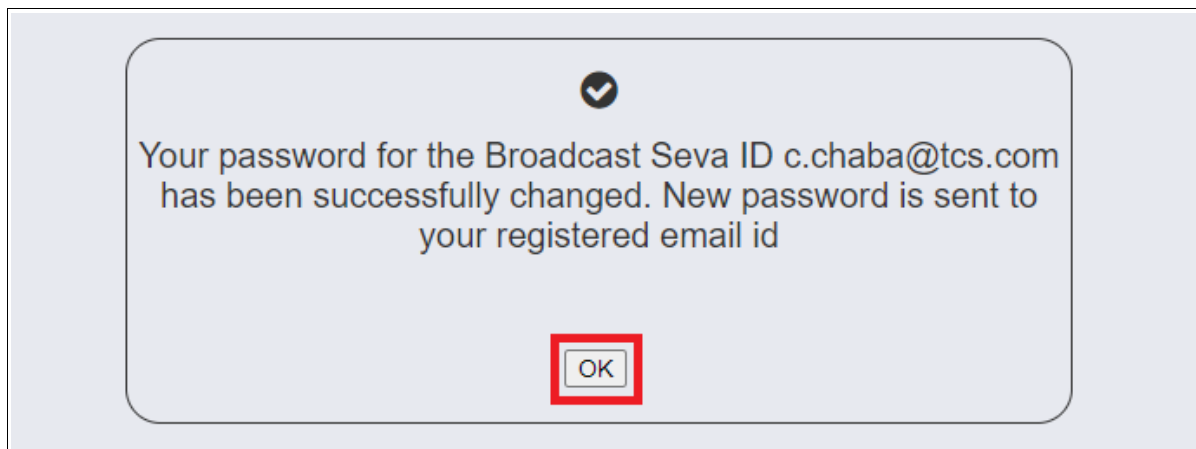 Your password for the Broadcast Seva ID c.chaba@tcs.com
has been successfully changed. New password is sent to
your registered email id
OK